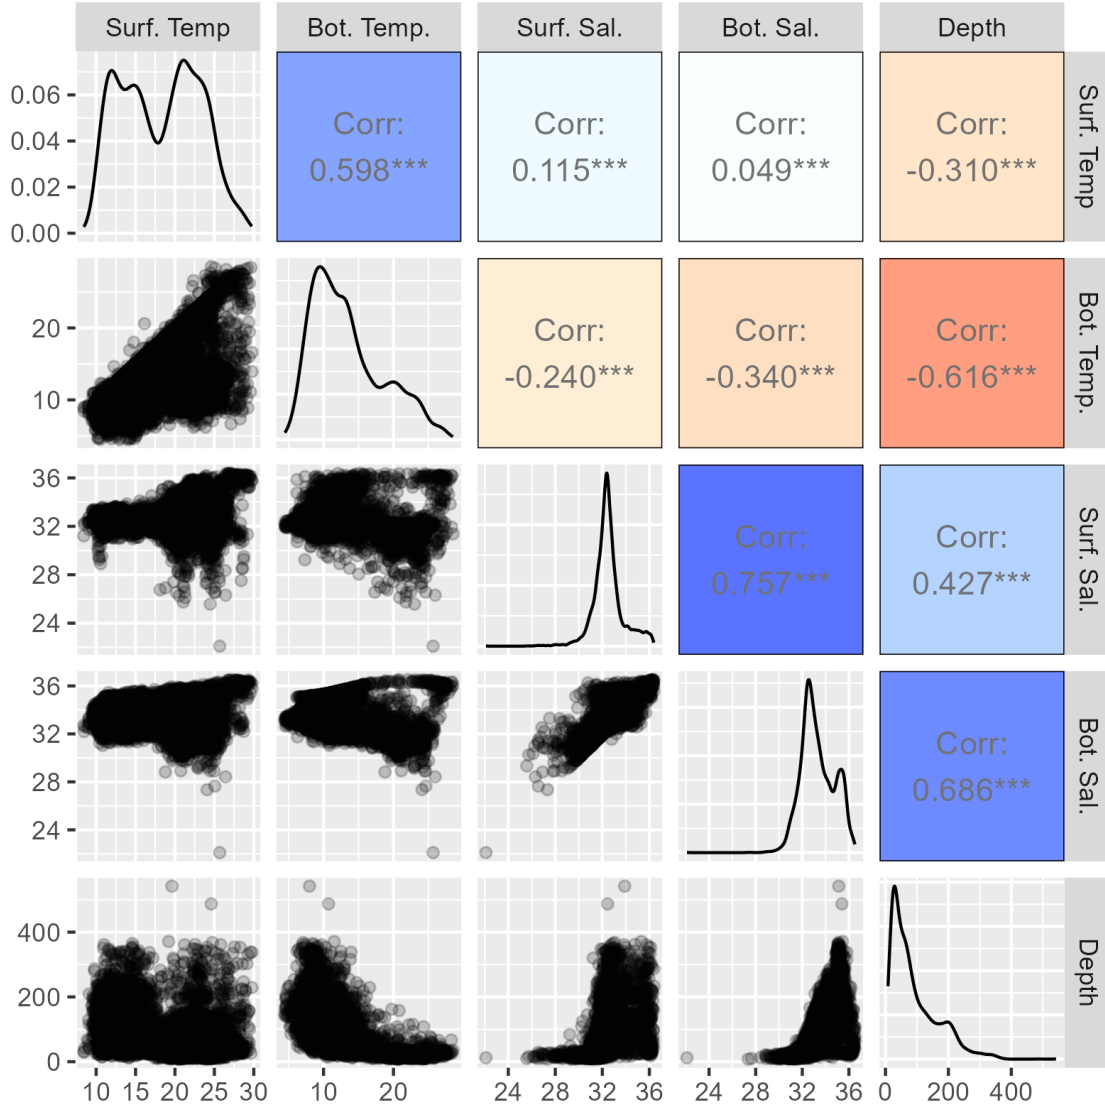 Surf. Temp
Bot. Temp.
Surf. Sal.
Bot. Sal.
Depth
0.06
0.04
0.02
0.00
Corr:
0.598***
Corr:
0.115***
Corr:
0.049***
Corr:
-0.310***
Surf. Temp
20
10
Corr:
-0.240***
Corr:
-0.340***
Corr:
-0.616***
Bot. Temp.
36
32
28
24
Corr:
0.757***
Corr:
0.427***
Surf. Sal.
36
32
28
24
Corr:
0.686***
Bot. Sal.
400
200
0
Depth
10 15 20 25 30
10 20
24 28 32 36
24 28 32 36
0 200 400